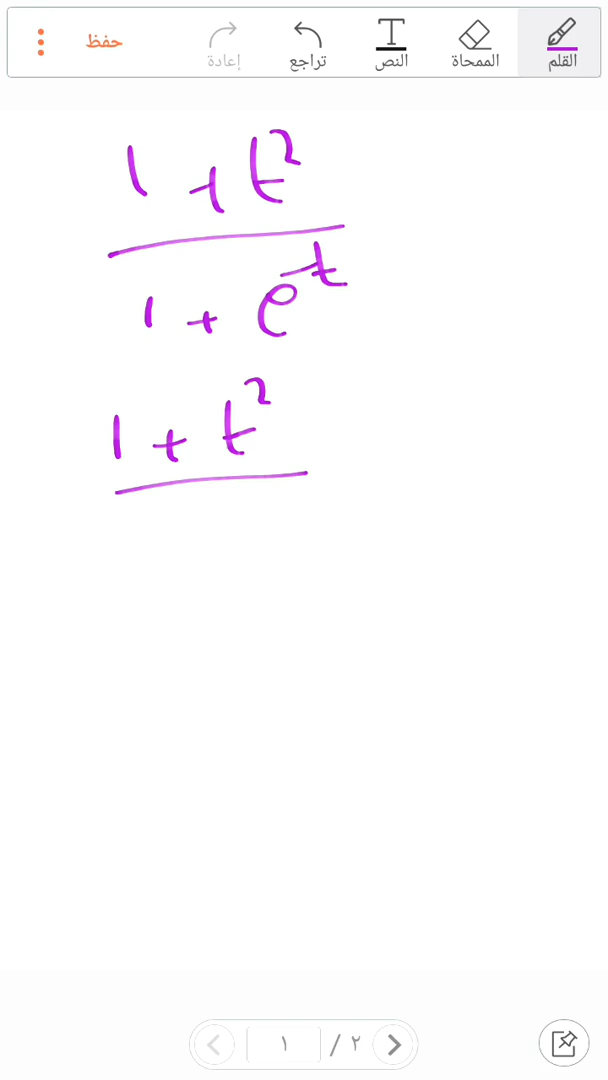 حفظ
إعادة
تراجع
النص
الممحاة
القلم
1 + t²
1 + e⁻ᵗ
1 + t²
١ / ٢